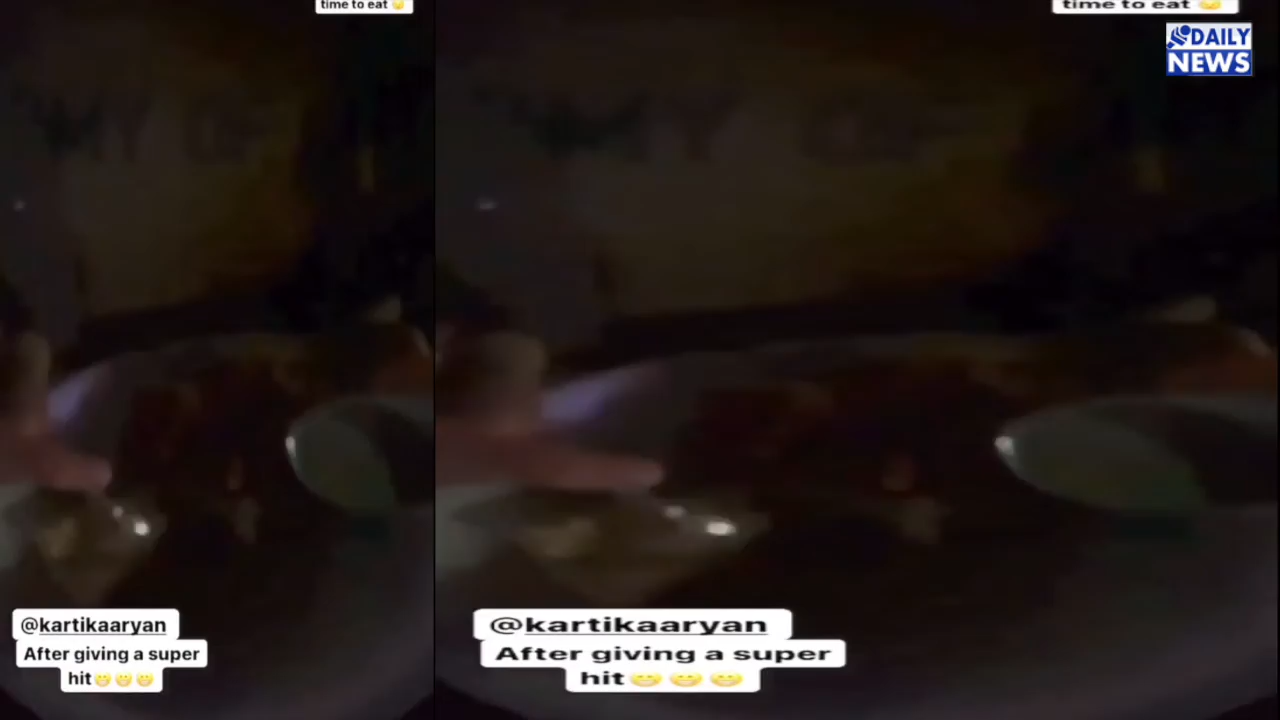 time to eat 😋
time to eat 😋
DAILY
NEWS
@kartikaaryan
After giving a super
hit😁😁😁
@kartikaaryan
After giving a super
hit😁😁😁